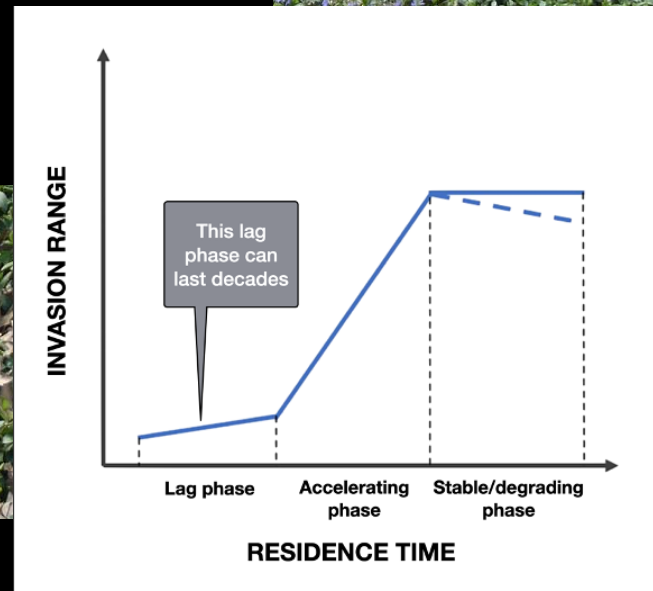 INVASION RANGE
This lag
phase can
last decades
Lag phase
Accelerating
phase
Stable/degrading
phase
RESIDENCE TIME